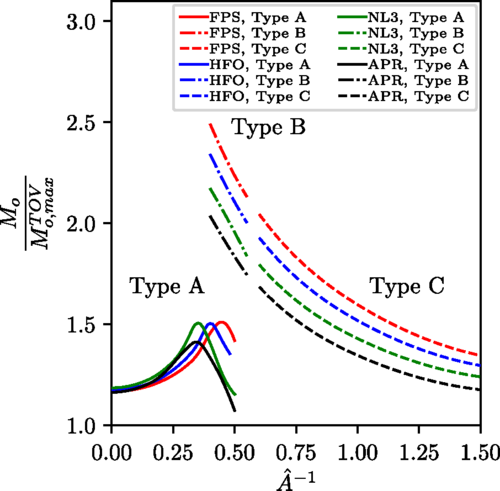 FPS, Type A NL3, Type A
FPS, Type B NL3, Type B
FPS, Type C NL3, Type C
HFO, Type A APR, Type A
HFO, Type B APR, Type B
HFO, Type C APR, Type C
3.0
2.5
2.0
1.5
1.0
M_o
M_{o,max}^{TOV}
Type B
Type A
Type C
0.00 0.25 0.50 0.75 1.00 1.25 1.50
Â⁻¹